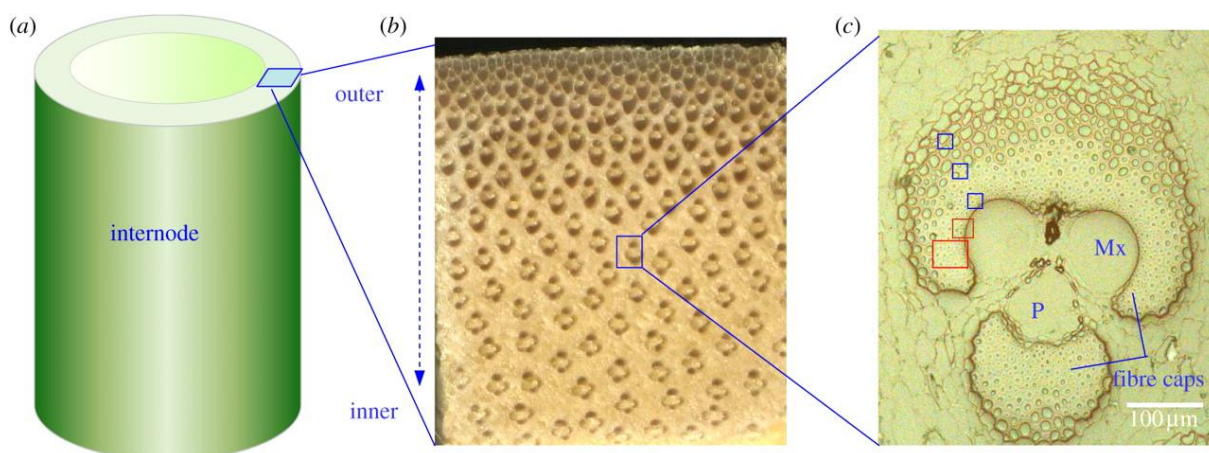 (a)
(b)
(c)
outer
internode
inner
Mx
P
fibre caps
100 µm